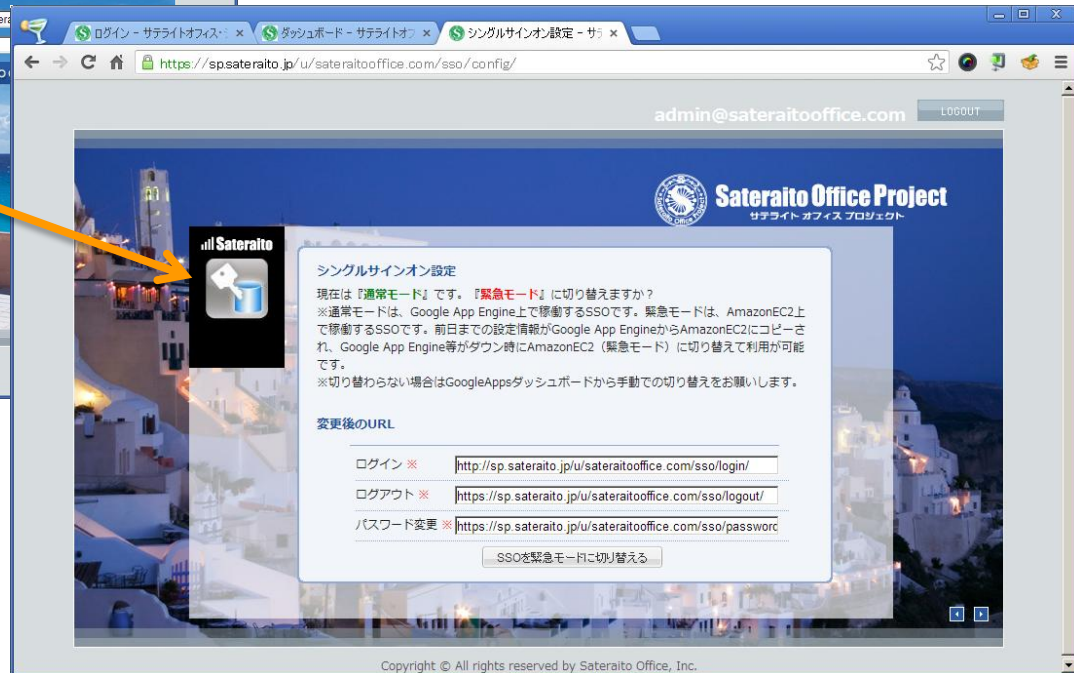 ログイン - サテライトオフィス・
ダッシュボード - サテライトオフ
シングルサインオン設定 - サ
https://sp.sateraito.jp/u/sateraitooffice.com/sso/config/
admin@sateraitooffice.com
LOGOUT
Sateraito Office Project
サテライト オフィス プロジェクト
Sateraito
シングルサインオン設定
現在は『通常モード』です。『緊急モード』に切り替えますか？
※通常モードは、Google App Engine上で稼働するSSOです。緊急モードは、AmazonEC2上
で稼働するSSOです。前日までの設定情報がGoogle App EngineからAmazonEC2にコピーさ
れ、Google App Engine等がダウン時にAmazonEC2（緊急モード）に切り替えて利用が可能
です。
※切り替わらない場合はGoogleAppsダッシュボードから手動での切り替えをお願いします。
変更後のURL
ログイン ※ http://sp.sateraito.jp/u/sateraitooffice.com/sso/login/
ログアウト ※ https://sp.sateraito.jp/u/sateraitooffice.com/sso/logout/
パスワード変更 ※ https://sp.sateraito.jp/u/sateraitooffice.com/sso/password
SSOを緊急モードに切り替える
Copyright © All rights reserved by Sateraito Office, Inc.